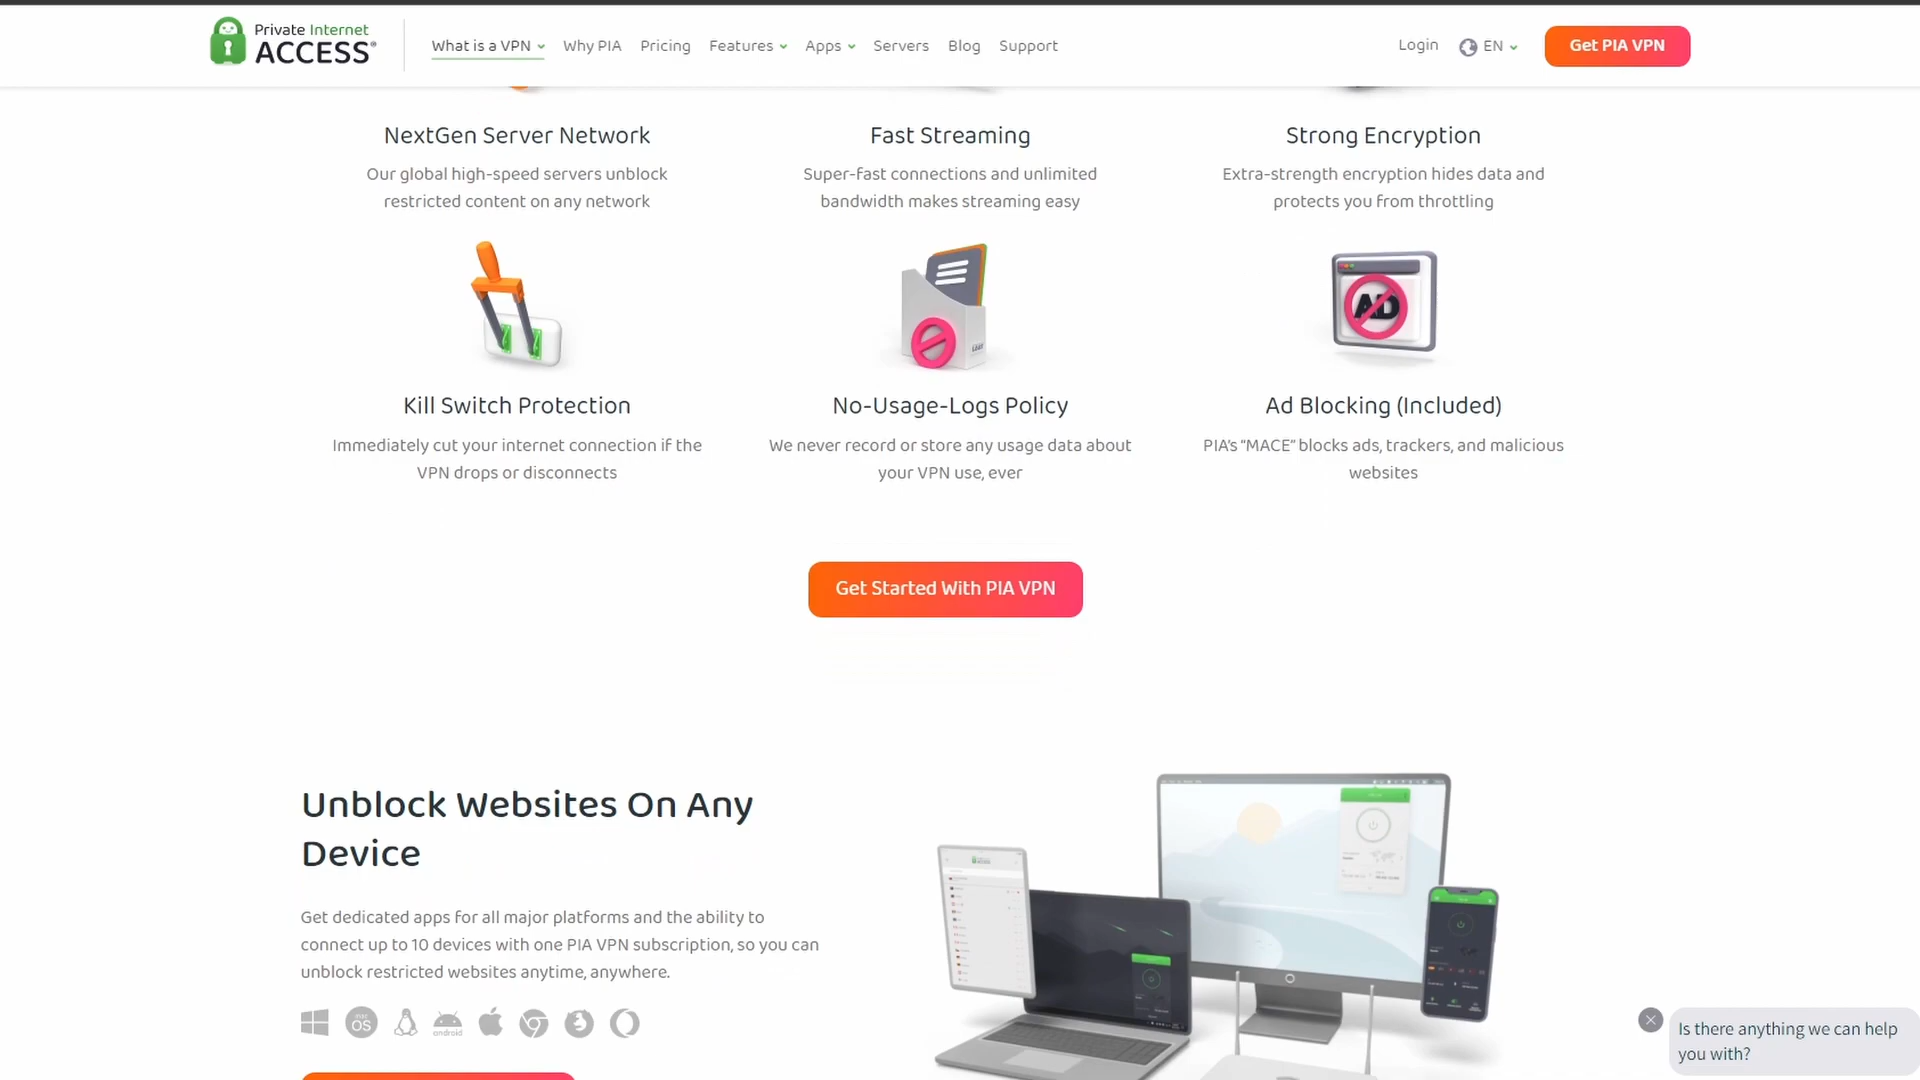 Private Internet
ACCESS®
What is a VPN
Why PIA
Pricing
Features
Apps
Servers
Blog
Support
Login
EN
Get PIA VPN
NextGen Server Network
Our global high-speed servers unblock
restricted content on any network
Fast Streaming
Super-fast connections and unlimited
bandwidth makes streaming easy
Strong Encryption
Extra-strength encryption hides data and
protects you from throttling
AD
Kill Switch Protection
Immediately cut your internet connection if the
VPN drops or disconnects
No-Usage-Logs Policy
We never record or store any usage data about
your VPN use, ever
Ad Blocking (Included)
PIA's "MACE" blocks ads, trackers, and malicious
websites
Get Started With PIA VPN
Unblock Websites On Any
Device
Get dedicated apps for all major platforms and the ability to
connect up to 10 devices with one PIA VPN subscription, so you can
unblock restricted websites anytime, anywhere.
OS
android
Is there anything we can help
you with?